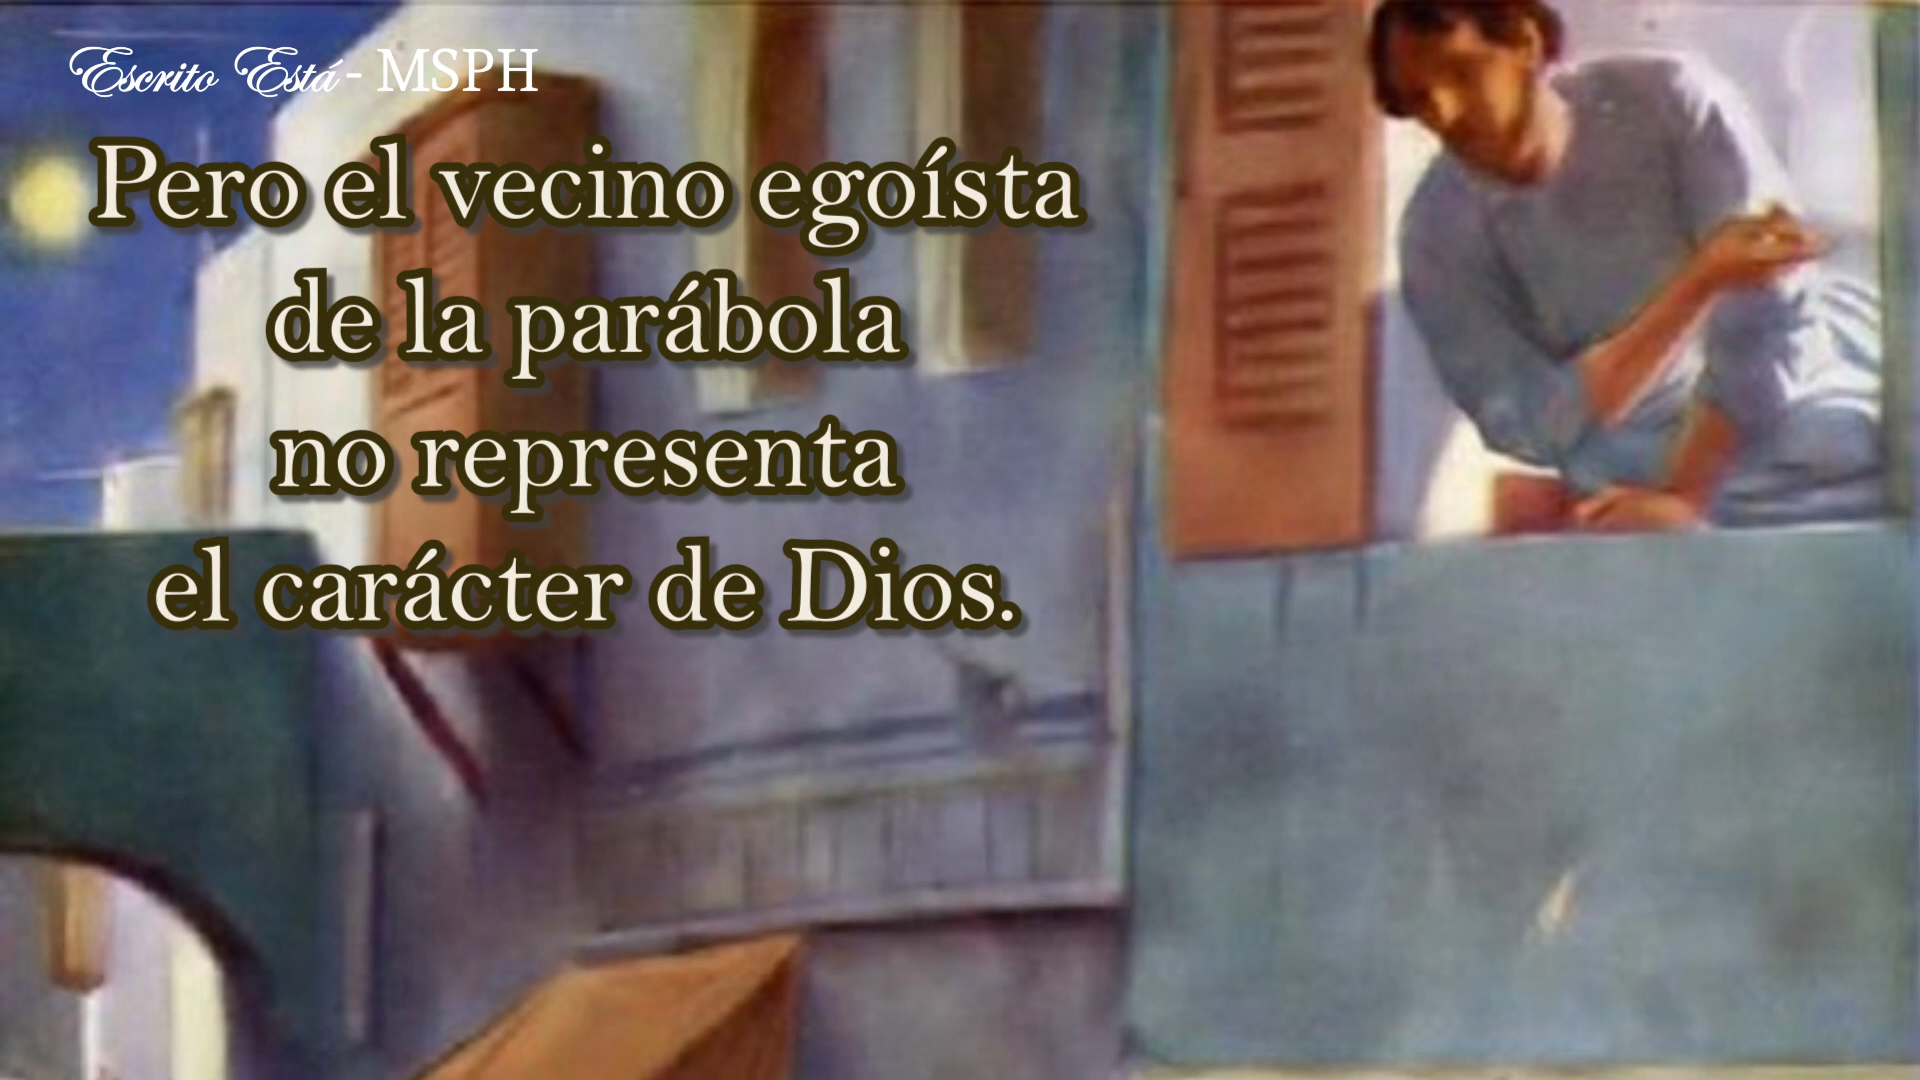 Escrito Está - MSPH
Pero el vecino egoísta
de la parábola
no representa
el carácter de Dios.